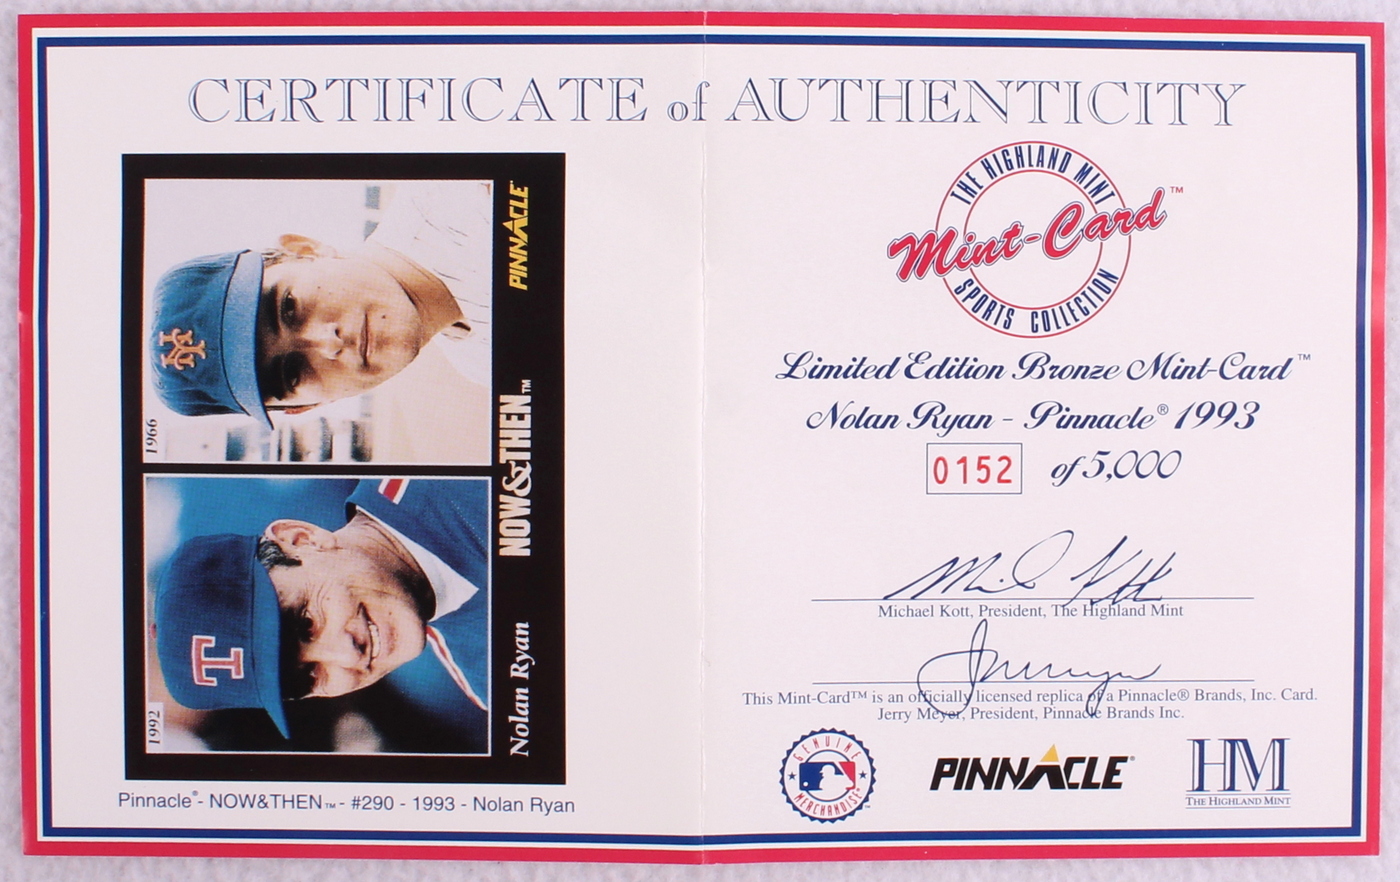 CERTIFICATE of AUTHENTICITY
1966
1992
PINNACLE®
NOW&THEN™
Nolan Ryan
Pinnacle® - NOW&THEN™ - #290 - 1993 - Nolan Ryan
THE HIGHLAND MINT
Mint-Card™
SPORTS COLLECTION
Limited Edition Bronze Mint-Card™
Nolan Ryan - Pinnacle® 1993
0152 of 5,000
Michael Kott, President, The Highland Mint
This Mint-Card™ is an officially licensed replica of a Pinnacle® Brands, Inc. Card.
Jerry Meyer, President, Pinnacle Brands Inc.
GENUINE
MERCHANDISE™
PINNACLE®
HM
THE HIGHLAND MINT